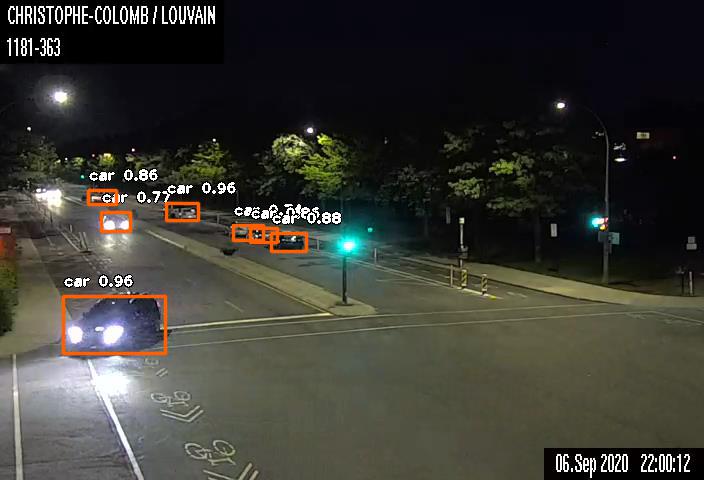 CHRISTOPHE-COLOMB / LOUVAIN
1181-363
car 0.86
car 0.77
car 0.96
car 0.88
car 0.96
06.Sep 2020 22:00:12